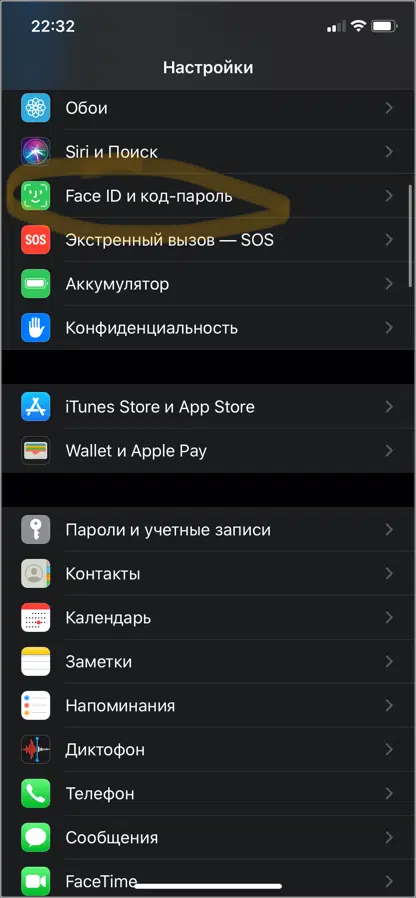 22:32
Настройки
Обои
Siri и Поиск
Face ID и код-пароль
SOS Экстренный вызов — SOS
Аккумулятор
Конфиденциальность
iTunes Store и App Store
Wallet и Apple Pay
Пароли и учетные записи
Контакты
Календарь
Заметки
Напоминания
Диктофон
Телефон
Сообщения
FaceTime